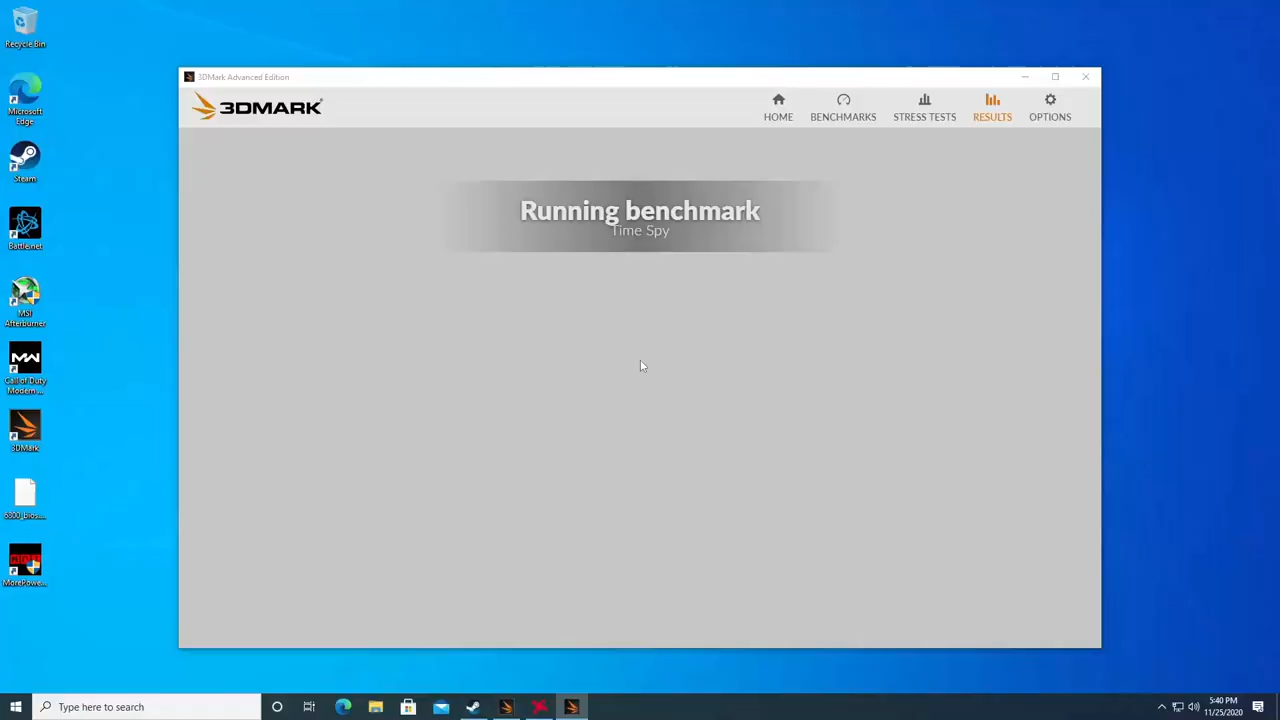 Recycle Bin
Microsoft
Edge
Steam
Battle.net
MSI
Afterburner
Call of Duty
Modern ...
3DMark
6800_bios....
MorePowe...
3DMark Advanced Edition
3DMARK
HOME
BENCHMARKS
STRESS TESTS
RESULTS
OPTIONS
Running benchmark
Time Spy
Type here to search
5:40 PM
11/25/2020